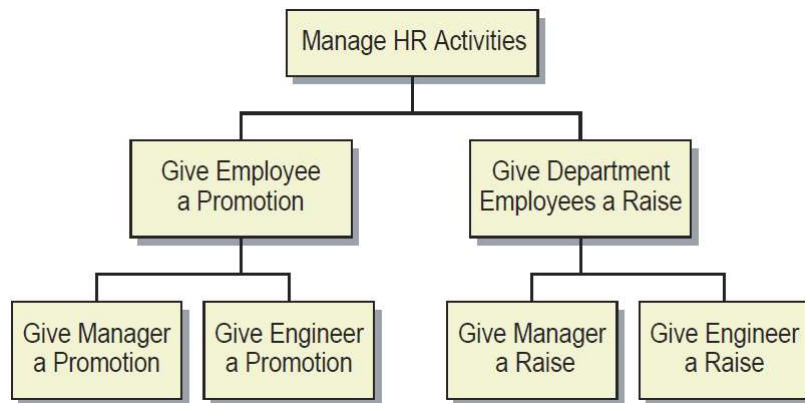 Manage HR Activities
Give Employee
a Promotion
Give Department
Employees a Raise
Give Manager
a Promotion
Give Engineer
a Promotion
Give Manager
a Raise
Give Engineer
a Raise